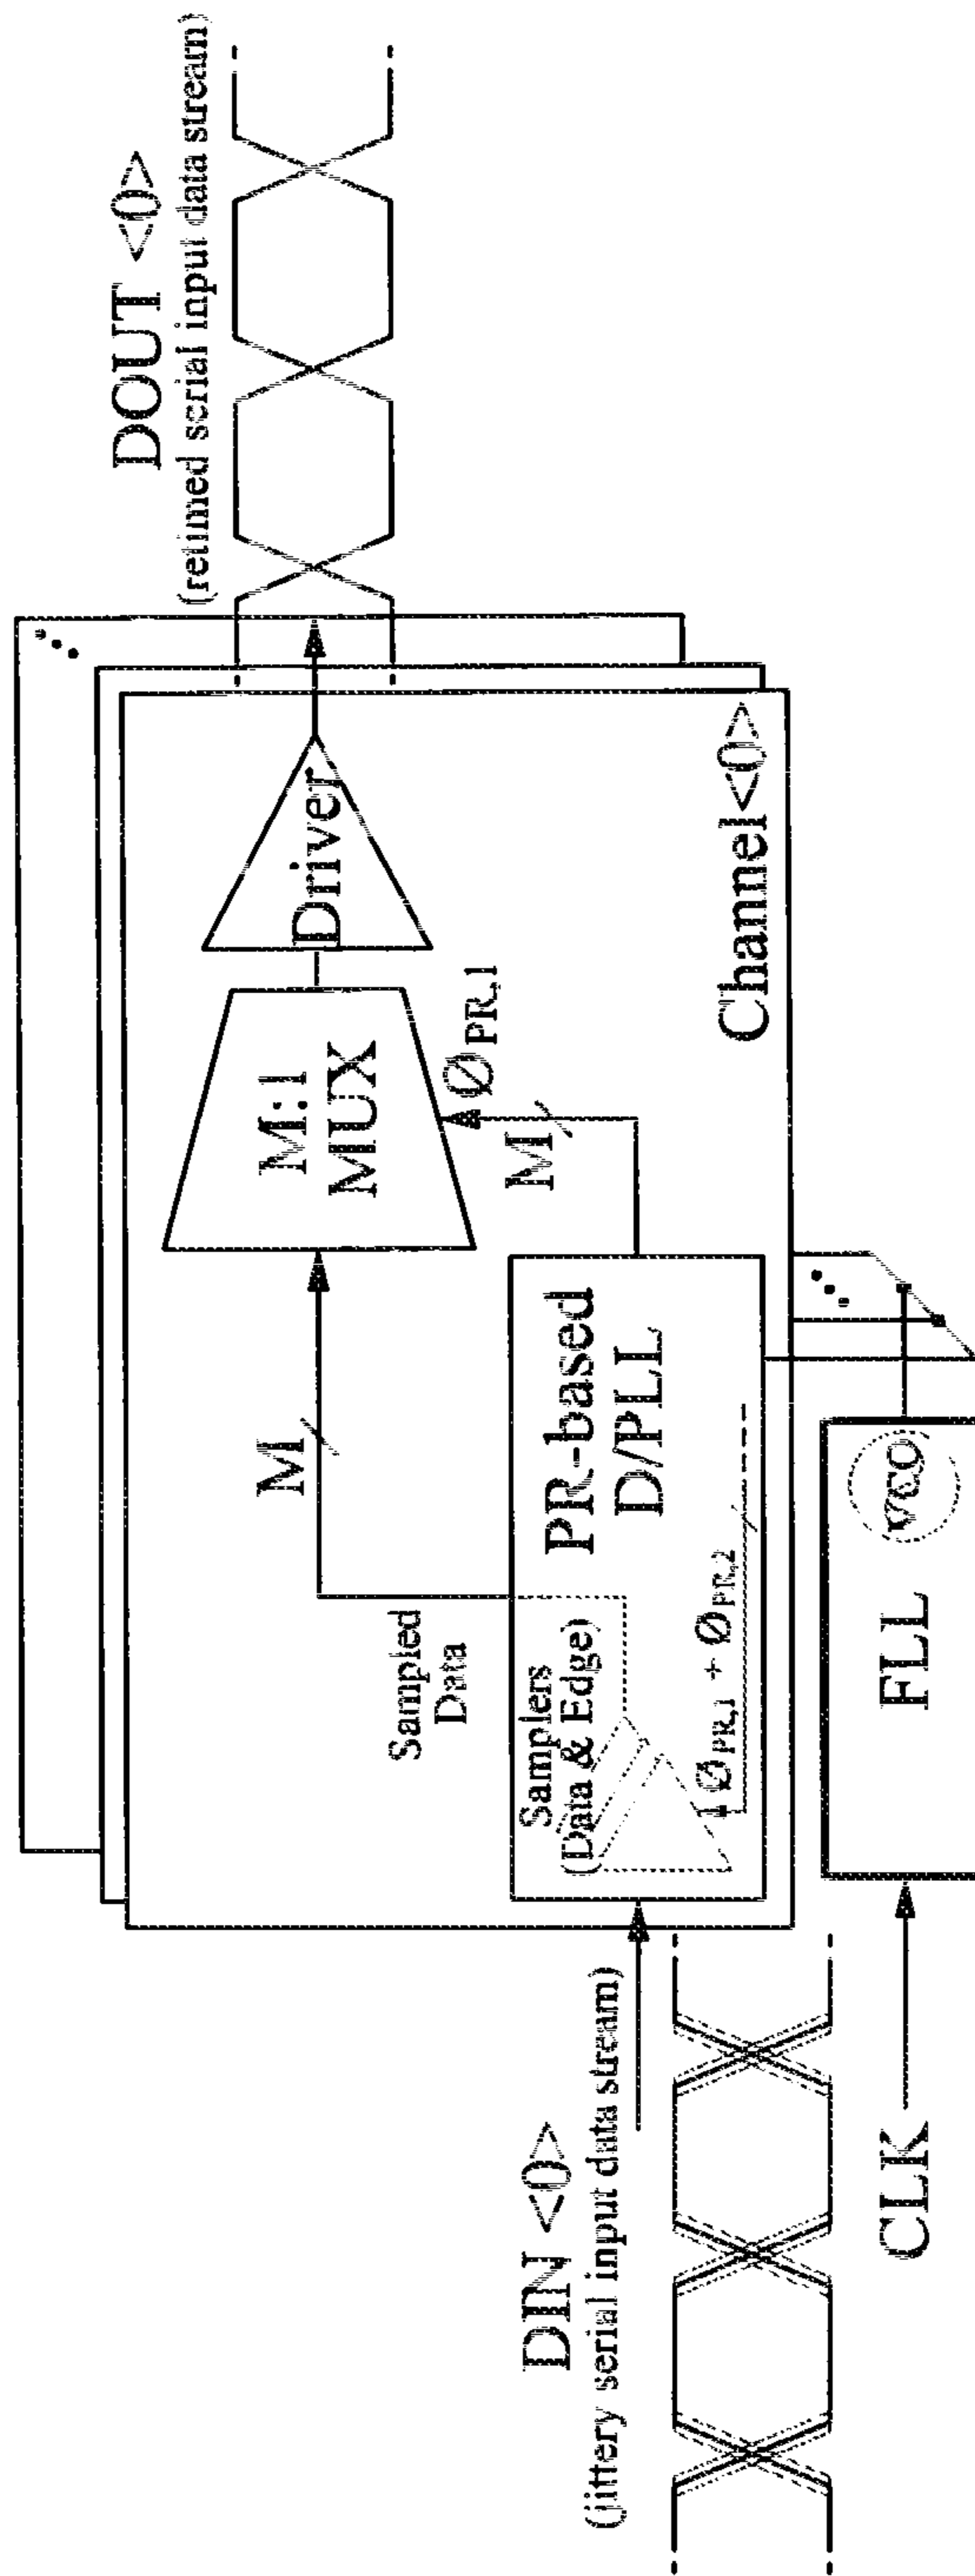 DIN <0>
(jittery serial input data stream)
CLK
Samplers
(Data & Edge)
PR-based
D/PLL
ØPR,1 + ØPR,2
Sampled
Data
M
M:1
MUX
M
ØPR,1
Driver
Channel<0>
FLL
VCO
DOUT <0>
(retimed serial input data stream)